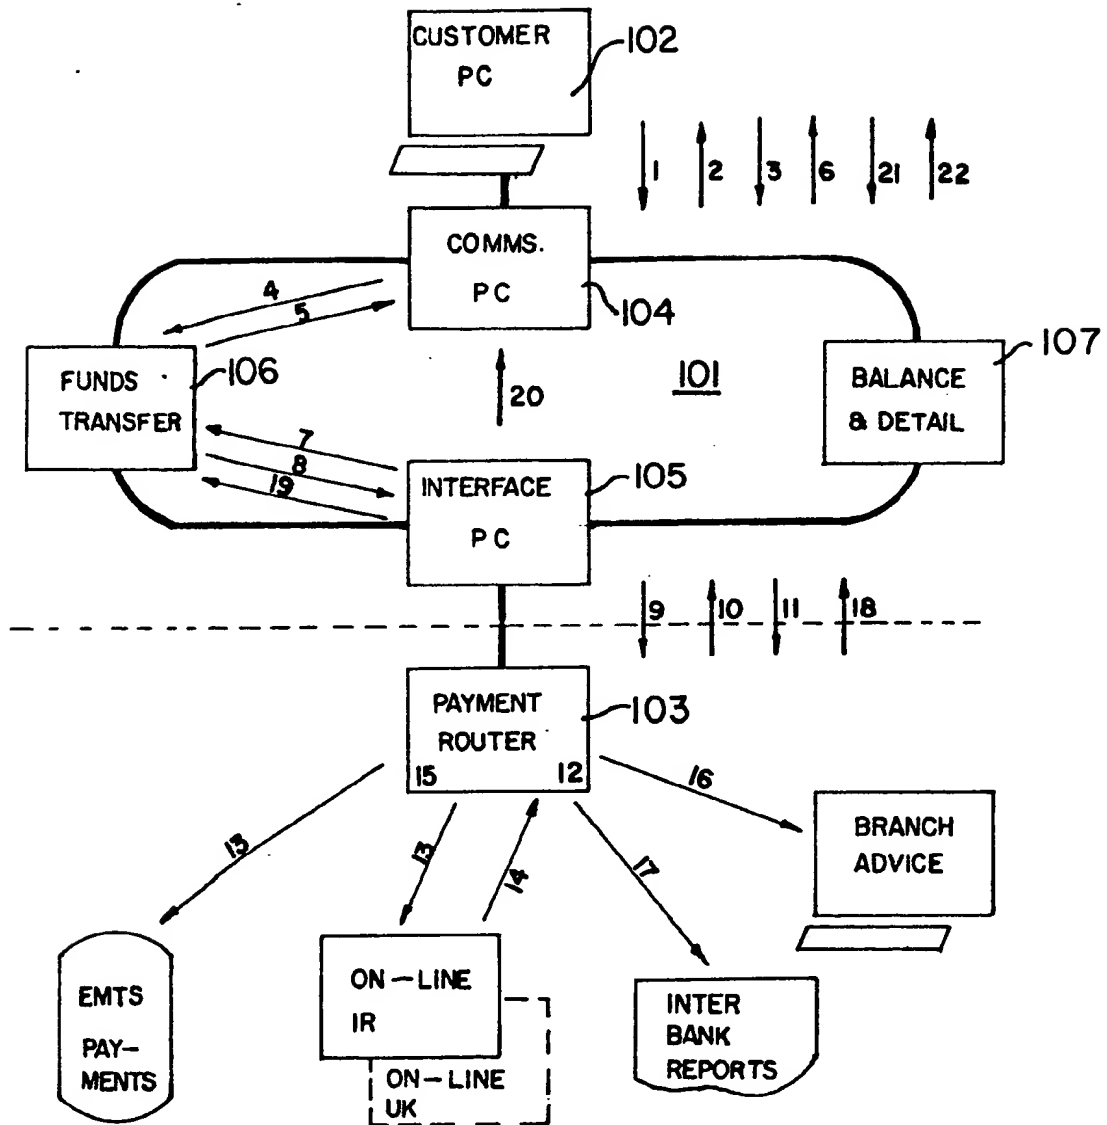 CUSTOMER
PC
102
1
2
3
6
21
22
COMMS.
PC
104
4
5
FUNDS
TRANSFER
106
101
107
BALANCE
& DETAIL
20
7
8
19
INTERFACE
PC
105
9
10
11
18
PAYMENT
ROUTER
103
15
12
13
13
14
17
16
BRANCH
ADVICE
EMTS
PAY-
MENTS
ON-LINE
IR
ON-LINE
UK
INTER
BANK
REPORTS